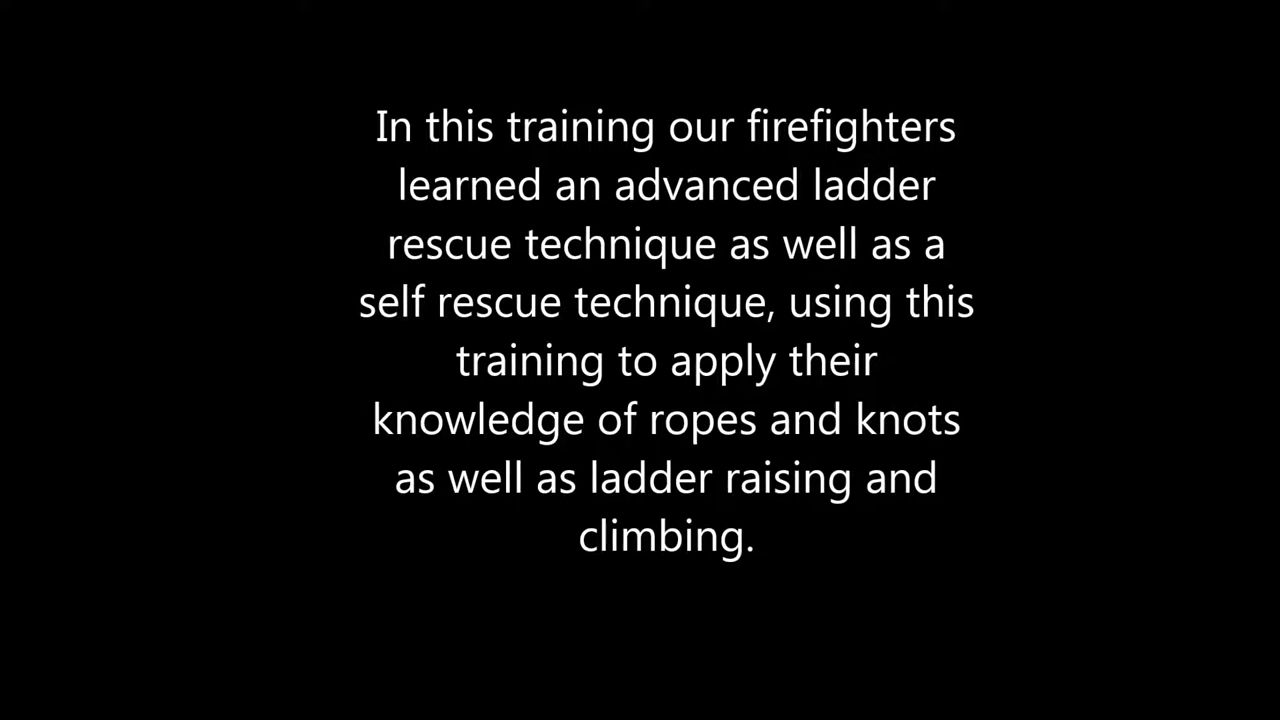 In this training our firefighters
learned an advanced ladder
rescue technique as well as a
self rescue technique, using this
training to apply their
knowledge of ropes and knots
as well as ladder raising and
climbing.